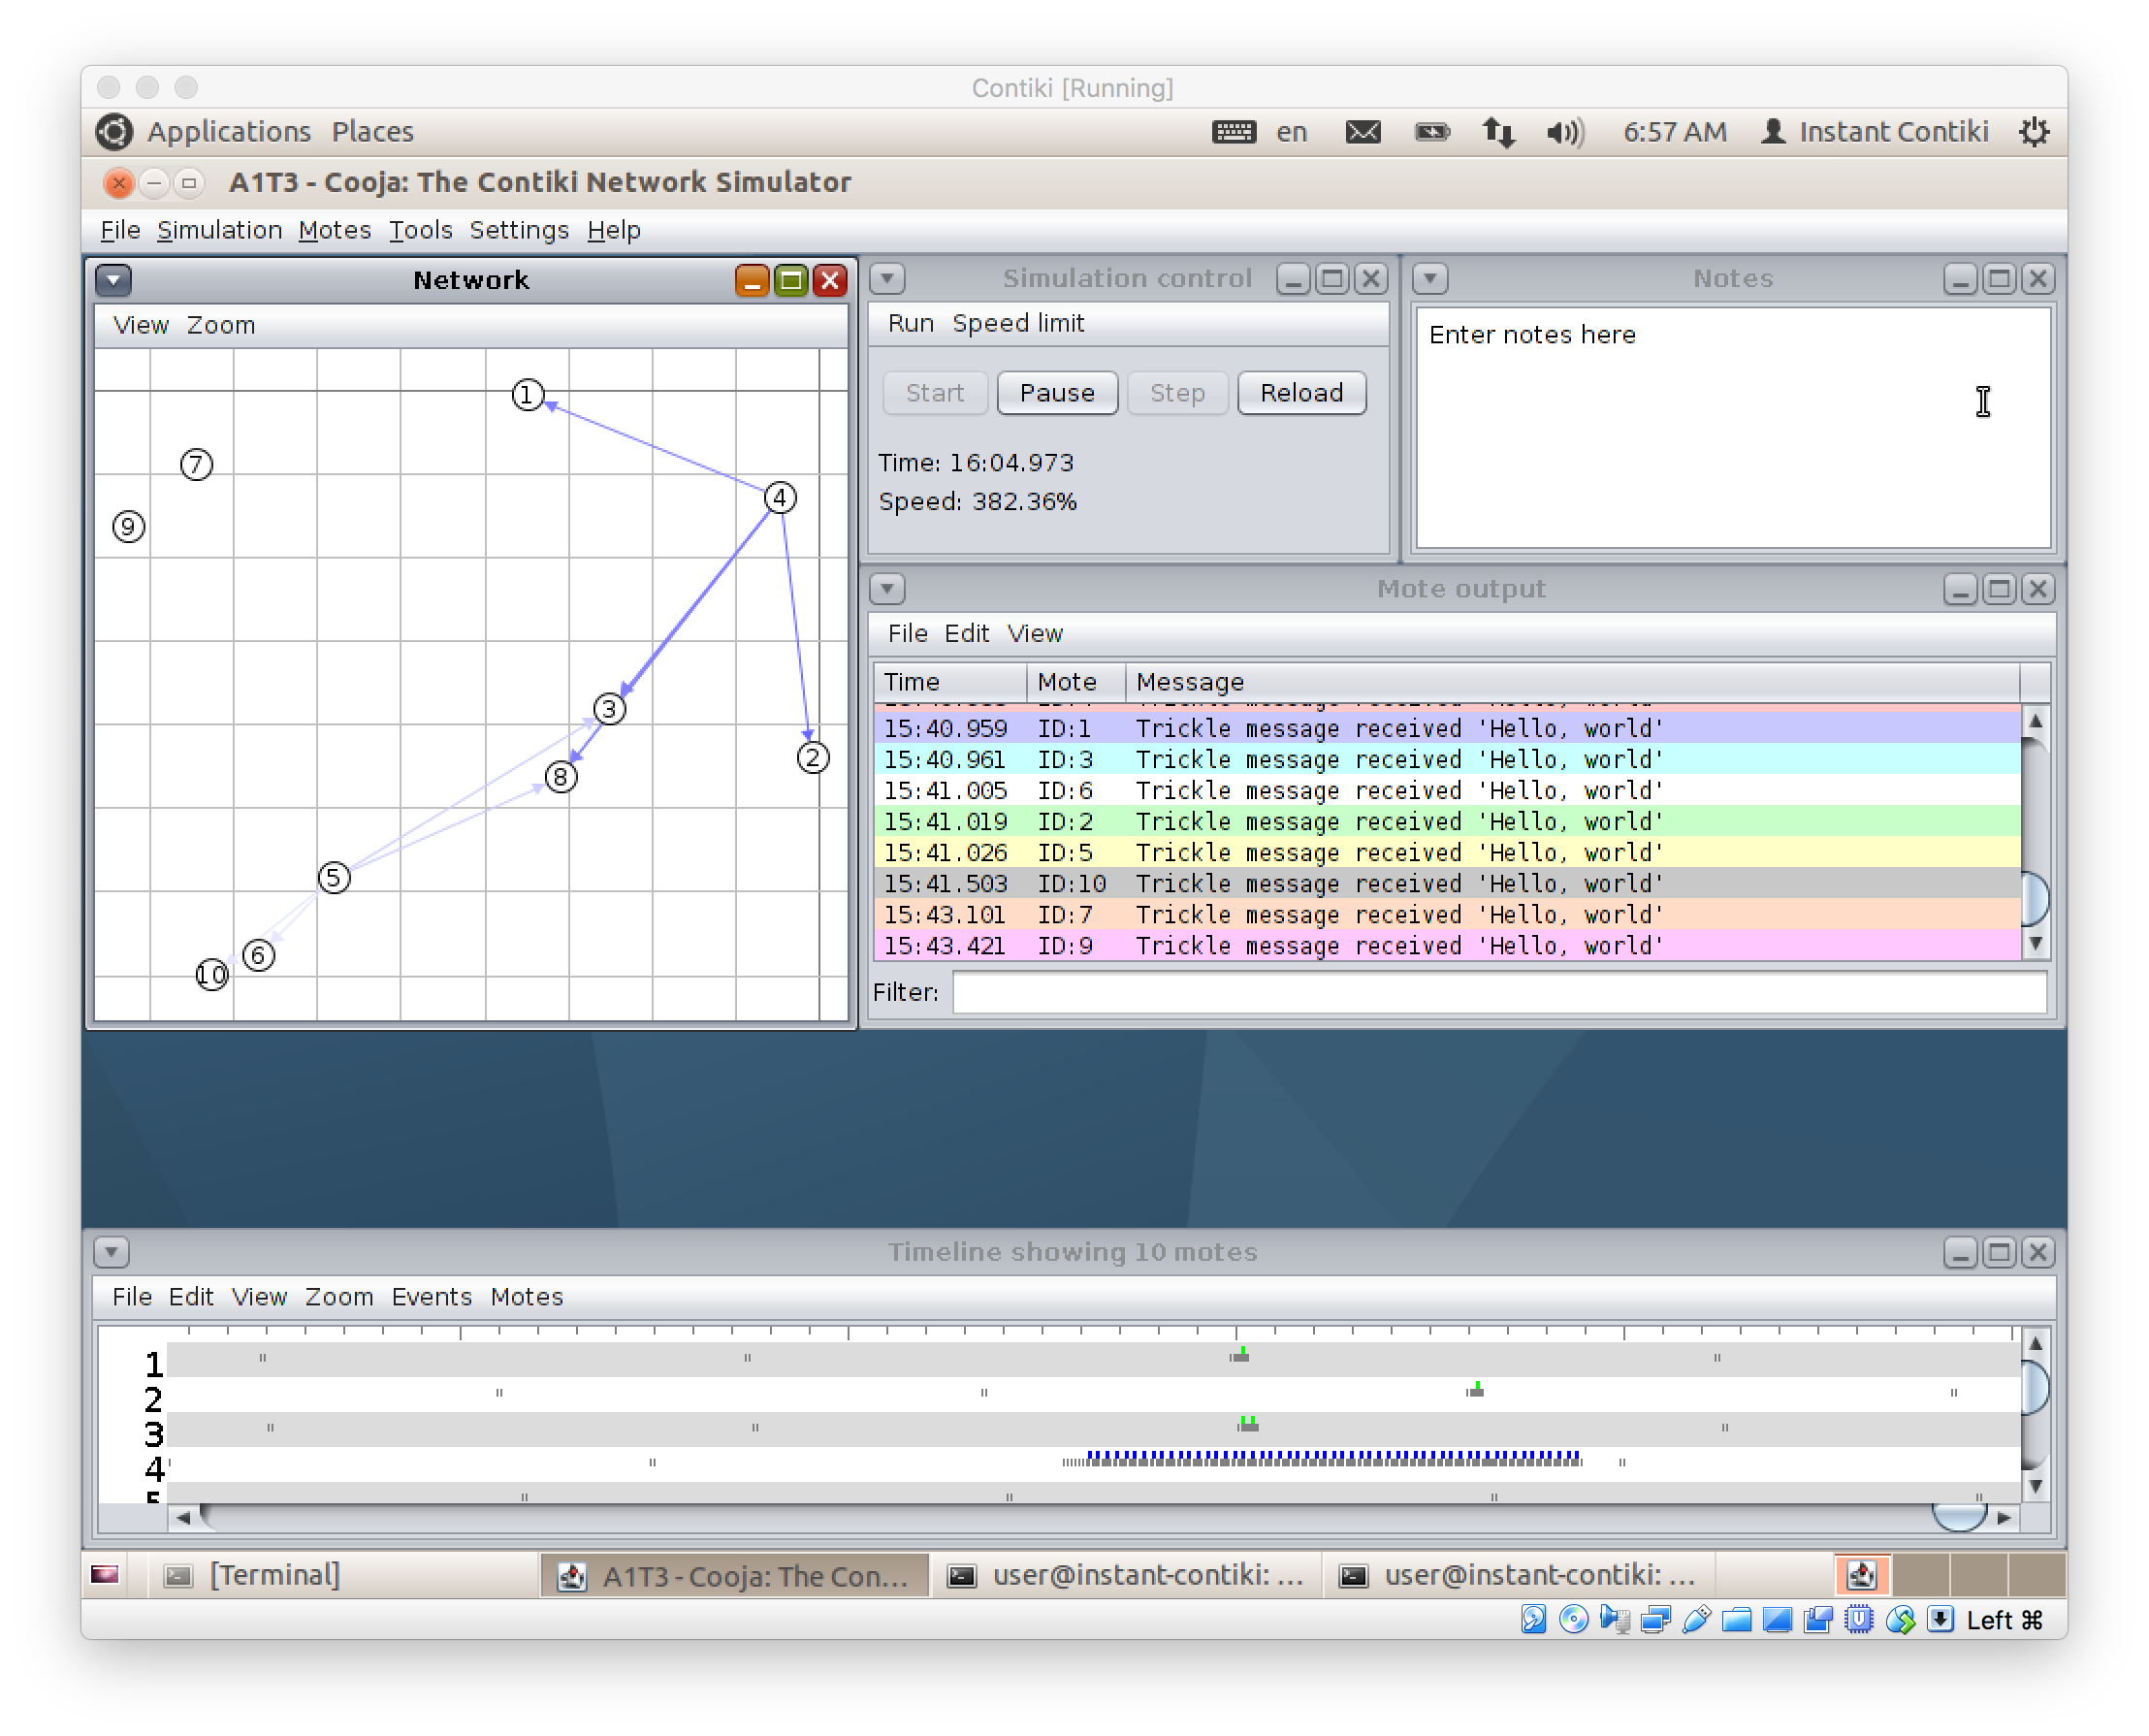 Contiki [Running]
Applications Places en 6:57 AM Instant Contiki
A1T3 - Cooja: The Contiki Network Simulator
File Simulation Motes Tools Settings Help
Network
View Zoom
1
7
4
9
3
2
8
5
6
10
Simulation control
Run Speed limit
Start Pause Step Reload
Time: 16:04.973
Speed: 382.36%
Notes
Enter notes here
Mote output
File Edit View
Time Mote Message
15:40.959 ID:1 Trickle message received 'Hello, world'
15:40.961 ID:3 Trickle message received 'Hello, world'
15:41.005 ID:6 Trickle message received 'Hello, world'
15:41.019 ID:2 Trickle message received 'Hello, world'
15:41.026 ID:5 Trickle message received 'Hello, world'
15:41.503 ID:10 Trickle message received 'Hello, world'
15:43.101 ID:7 Trickle message received 'Hello, world'
15:43.421 ID:9 Trickle message received 'Hello, world'
Filter:
Timeline showing 10 motes
File Edit View Zoom Events Motes
1
2
3
4
5
[Terminal] A1T3 - Cooja: The Con... user@instant-contiki: ... user@instant-contiki: ...
Left ⌘